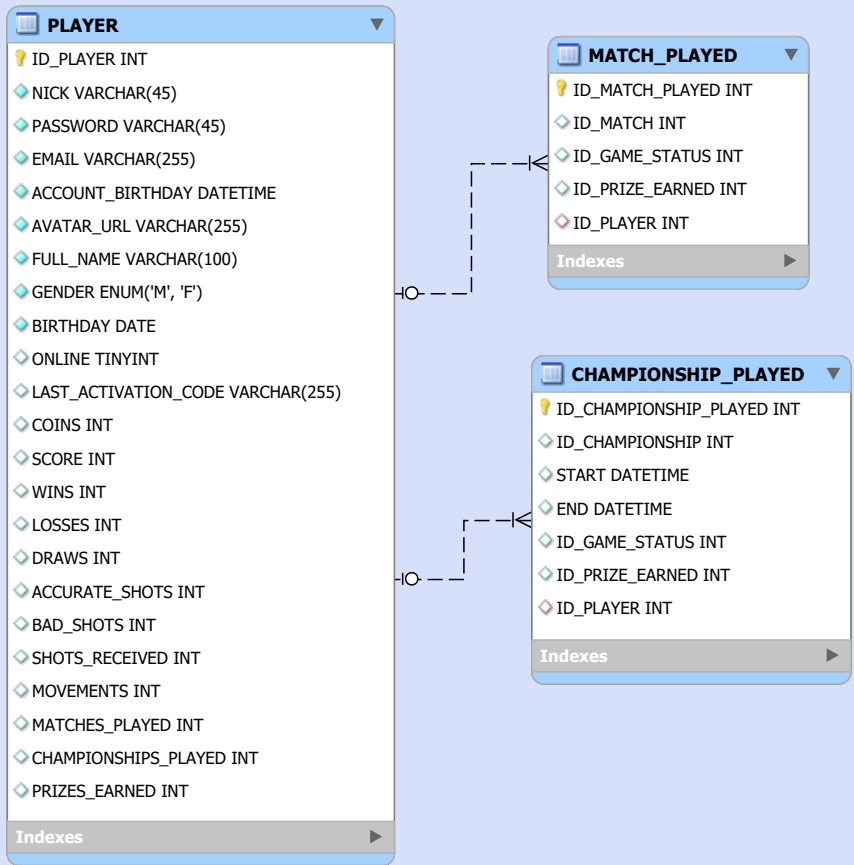 PLAYER
ID_PLAYER INT
NICK VARCHAR(45)
PASSWORD VARCHAR(45)
EMAIL VARCHAR(255)
ACCOUNT_BIRTHDAY DATETIME
AVATAR_URL VARCHAR(255)
FULL_NAME VARCHAR(100)
GENDER ENUM('M', 'F')
BIRTHDAY DATE
ONLINE TINYINT
LAST_ACTIVATION_CODE VARCHAR(255)
COINS INT
SCORE INT
WINS INT
LOSSES INT
DRAWS INT
ACCURATE_SHOTS INT
BAD_SHOTS INT
SHOTS_RECEIVED INT
MOVEMENTS INT
MATCHES_PLAYED INT
CHAMPIONSHIPS_PLAYED INT
PRIZES_EARNED INT
Indexes
MATCH_PLAYED
ID_MATCH_PLAYED INT
ID_MATCH INT
ID_GAME_STATUS INT
ID_PRIZE_EARNED INT
ID_PLAYER INT
Indexes
CHAMPIONSHIP_PLAYED
ID_CHAMPIONSHIP_PLAYED INT
ID_CHAMPIONSHIP INT
START DATETIME
END DATETIME
ID_GAME_STATUS INT
ID_PRIZE_EARNED INT
ID_PLAYER INT
Indexes